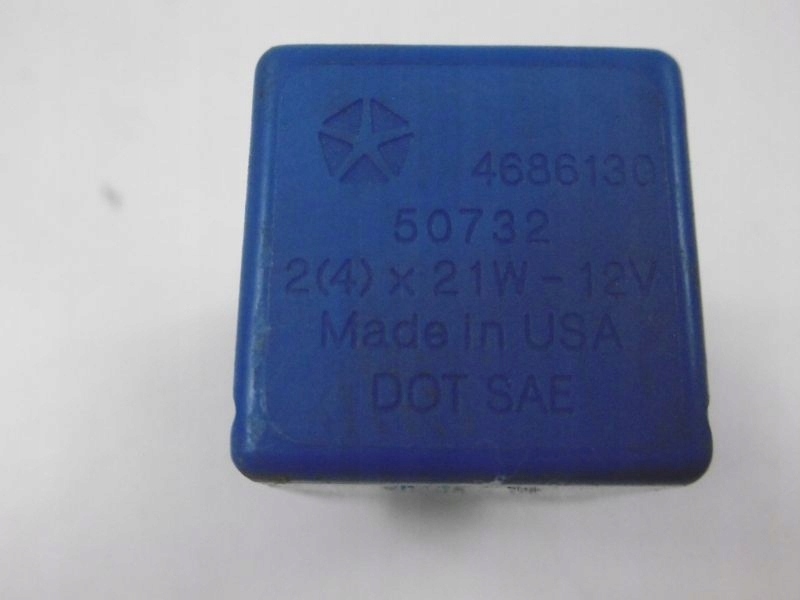 4686130
50732
2(4) x 21W - 12V
Made in USA
DOT SAE